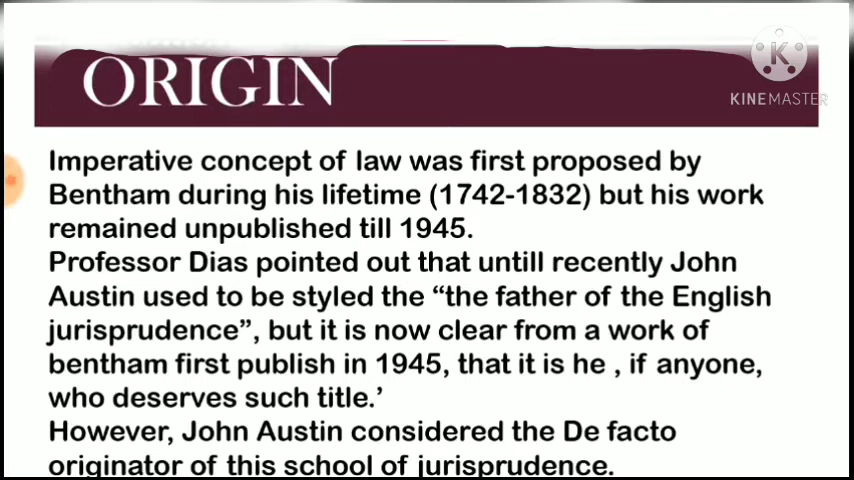 ORIGIN
KINEMASTER
Imperative concept of law was first proposed by
Bentham during his lifetime (1742-1832) but his work
remained unpublished till 1945.
Professor Dias pointed out that untill recently John
Austin used to be styled the “the father of the English
jurisprudence”, but it is now clear from a work of
bentham first publish in 1945, that it is he , if anyone,
who deserves such title.’
However, John Austin considered the De facto
originator of this school of jurisprudence.